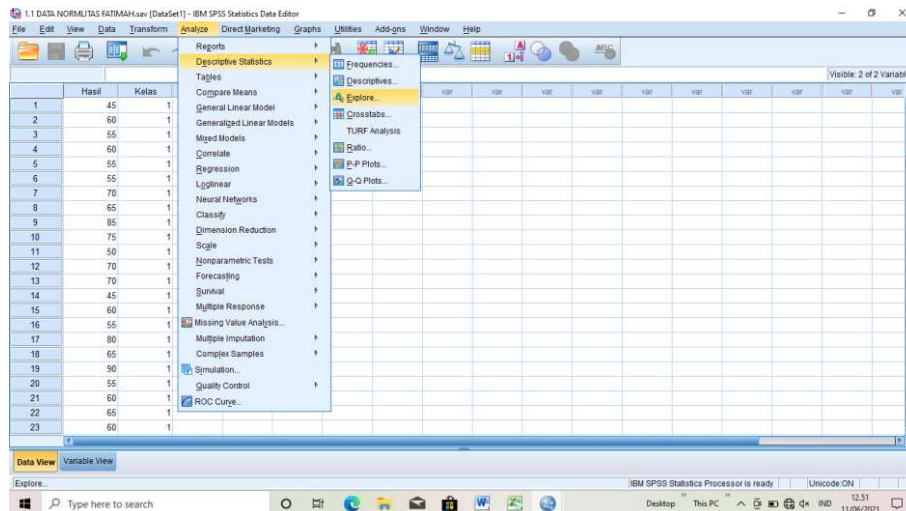 1.1 DATA NORMLITAS FATIMAH.sav [DataSet1] - IBM SPSS Statistics Data Editor
File Edit View Data Transform Analyze Direct Marketing Graphs Utilities Add-ons Window Help
Visible: 2 of 2 Variabl
Hasil Kelas var var var var var var var var
1 45 1
2 60 1
3 55 1
4 60 1
5 55 1
6 55 1
7 70 1
8 65 1
9 85 1
10 75 1
11 50 1
12 70 1
13 70 1
14 45 1
15 60 1
16 55 1
17 80 1
18 65 1
19 90 1
20 55 1
21 60 1
22 65 1
23 60 1
Reports
Descriptive Statistics
Tables
Compare Means
General Linear Model
Generalized Linear Models
Mixed Models
Correlate
Regression
Loglinear
Neural Networks
Classify
Dimension Reduction
Scale
Nonparametric Tests
Forecasting
Survival
Multiple Response
Missing Value Analysis...
Multiple Imputation
Complex Samples
Simulation...
Quality Control
ROC Curve...
Frequencies...
Descriptives...
Explore...
Crosstabs...
TURF Analysis
Ratio...
P-P Plots...
Q-Q Plots...
Data View Variable View
Explore... IBM SPSS Statistics Processor is ready Unicode:ON
Type here to search Desktop This PC IND 12.51
11/06/2021